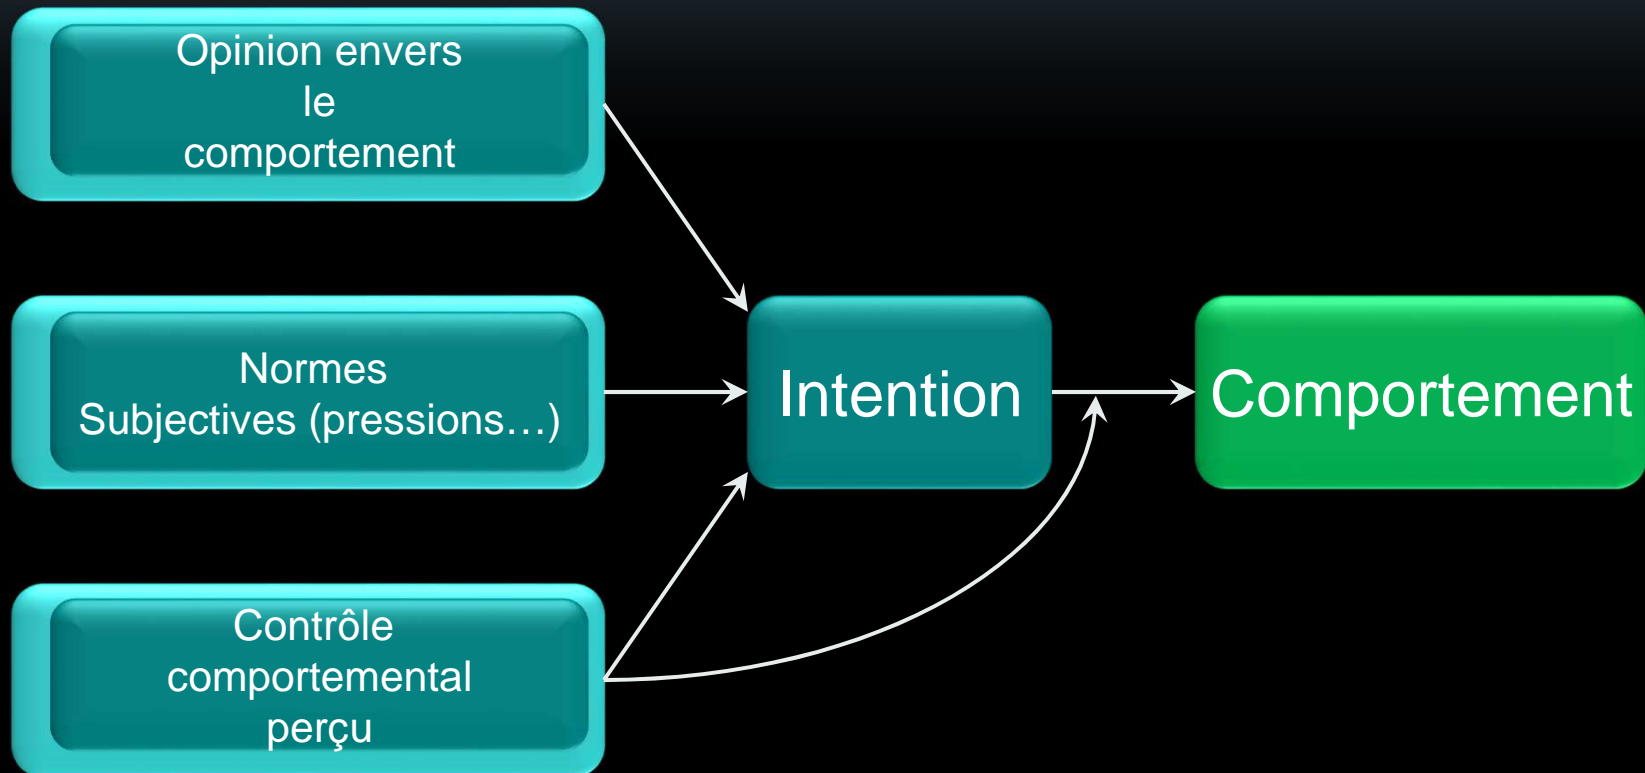 Opinion envers
le
comportement
Normes
Subjectives (pressions…)
Intention
Comportement
Contrôle
comportemental
perçu